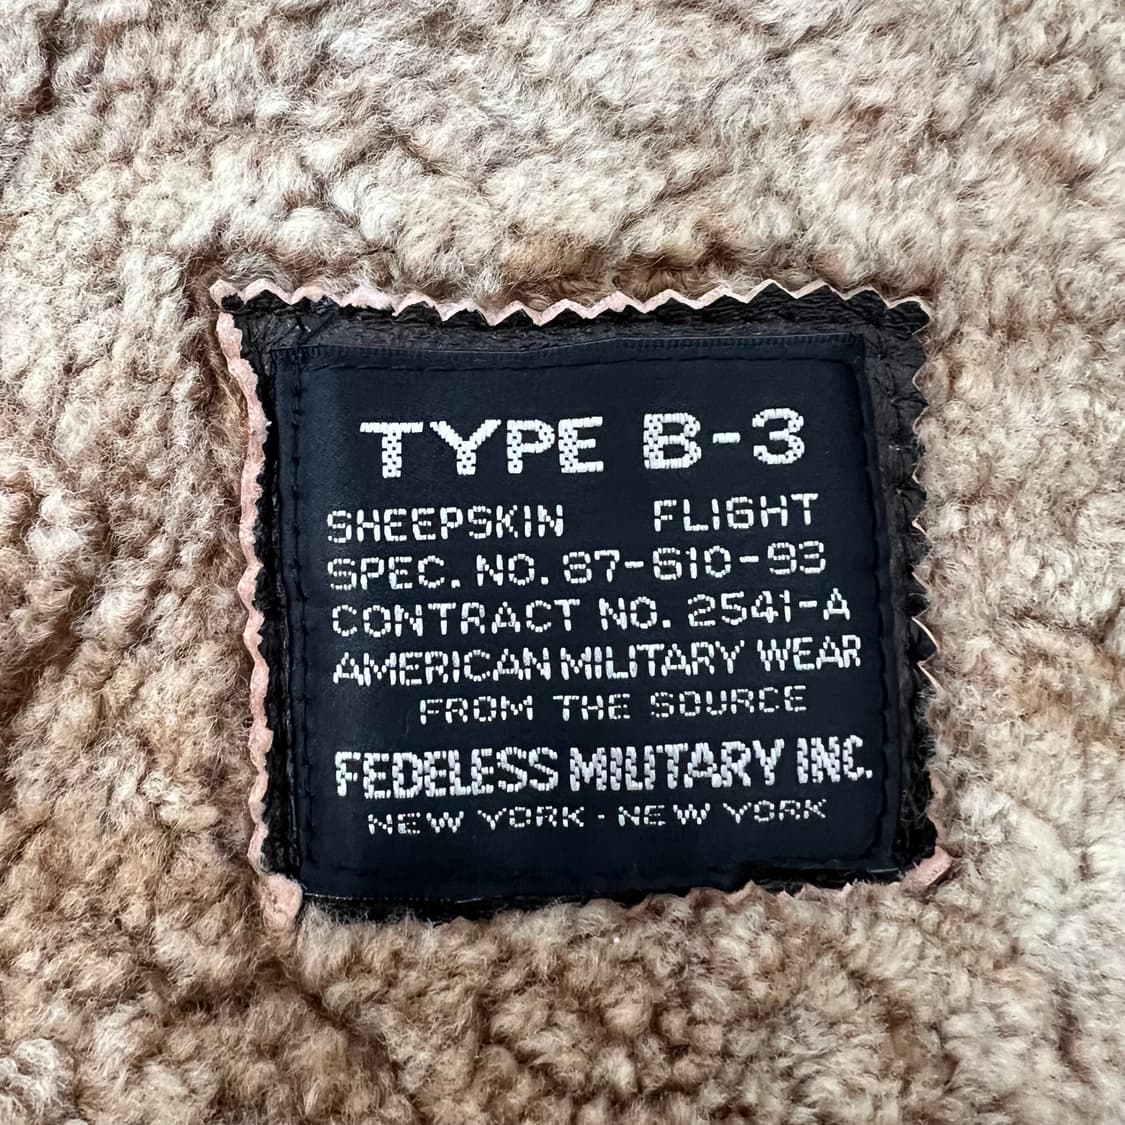 TYPE B-3
SHEEPSKIN FLIGHT
SPEC. NO. 87-610-93
CONTRACT NO. 2541-A
AMERICAN MILITARY WEAR
FROM THE SOURCE
FEDELESS MILITARY INC.
NEW YORK - NEW YORK